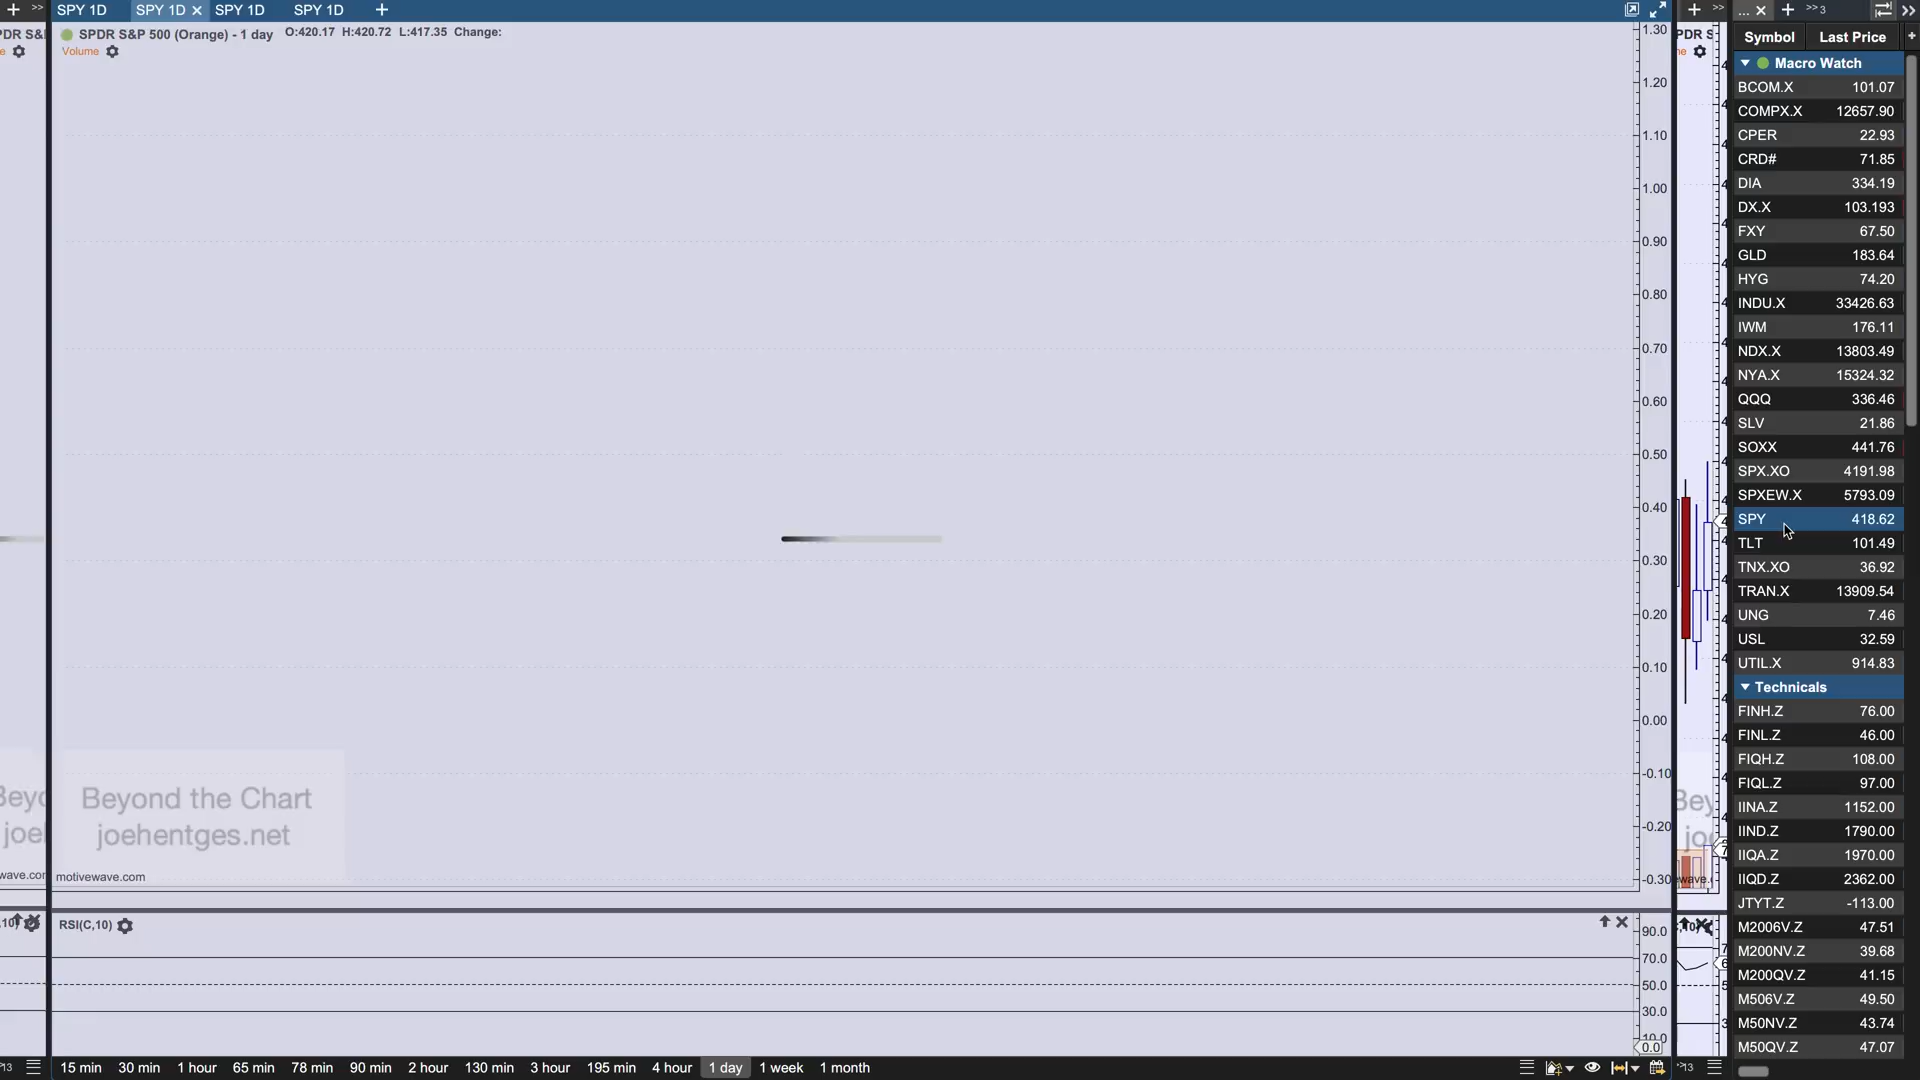 SPY 1D SPY 1D SPY 1D SPY 1D
SPDR S&P 500 (Orange) - 1 day O:420.17 H:420.72 L:417.35 Change:
Volume
1.30
1.20
1.10
1.00
0.90
0.80
0.70
0.60
0.50
0.40
0.30
0.20
0.10
0.00
-0.10
-0.20
-0.30
Beyond the Chart
joehentges.net
motivewave.com
RSI(C,10)
90.0
70.0
50.0
30.0
10.0
0.0
15 min 30 min 1 hour 65 min 78 min 90 min 2 hour 130 min 3 hour 195 min 4 hour 1 day 1 week 1 month
Symbol Last Price
Macro Watch
BCOM.X 101.07
COMPX.X 12657.90
CPER 22.93
CRD# 71.85
DIA 334.19
DX.X 103.193
FXY 67.50
GLD 183.64
HYG 74.20
INDU.X 33426.63
IWM 176.11
NDX.X 13803.49
NYA.X 15324.32
QQQ 336.46
SLV 21.86
SOXX 441.76
SPX.XO 4191.98
SPXEW.X 5793.09
SPY 418.62
TLT 101.49
TNX.XO 36.92
TRAN.X 13909.54
UNG 7.46
USL 32.59
UTIL.X 914.83
Technicals
FINH.Z 76.00
FINL.Z 46.00
FIQH.Z 108.00
FIQL.Z 97.00
IINA.Z 1152.00
IIND.Z 1790.00
IIQA.Z 1970.00
IIQD.Z 2362.00
JTYT.Z -113.00
M2006V.Z 47.51
M200NV.Z 39.68
M200QV.Z 41.15
M506V.Z 49.50
M50NV.Z 43.74
M50QV.Z 47.07